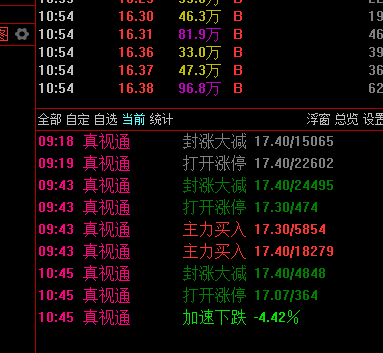 10:54 16.30 46.3万 B
10:54 16.31 81.9万 B 46
10:54 16.36 33.0万 B
10:54 16.37 47.3万 B
10:54 16.38 96.8万 B 62
全部 自定 自选 当前 统计 浮窗 总览 设置
09:18 真视通 封涨大减 17.40/15065
09:19 真视通 打开涨停 17.40/22602
09:43 真视通 封涨大减 17.40/24495
09:43 真视通 打开涨停 17.30/474
09:43 真视通 主力买入 17.30/5854
09:43 真视通 主力买入 17.40/18279
10:45 真视通 封涨大减 17.40/4848
10:45 真视通 打开涨停 17.07/364
10:45 真视通 加速下跌 -4.42%